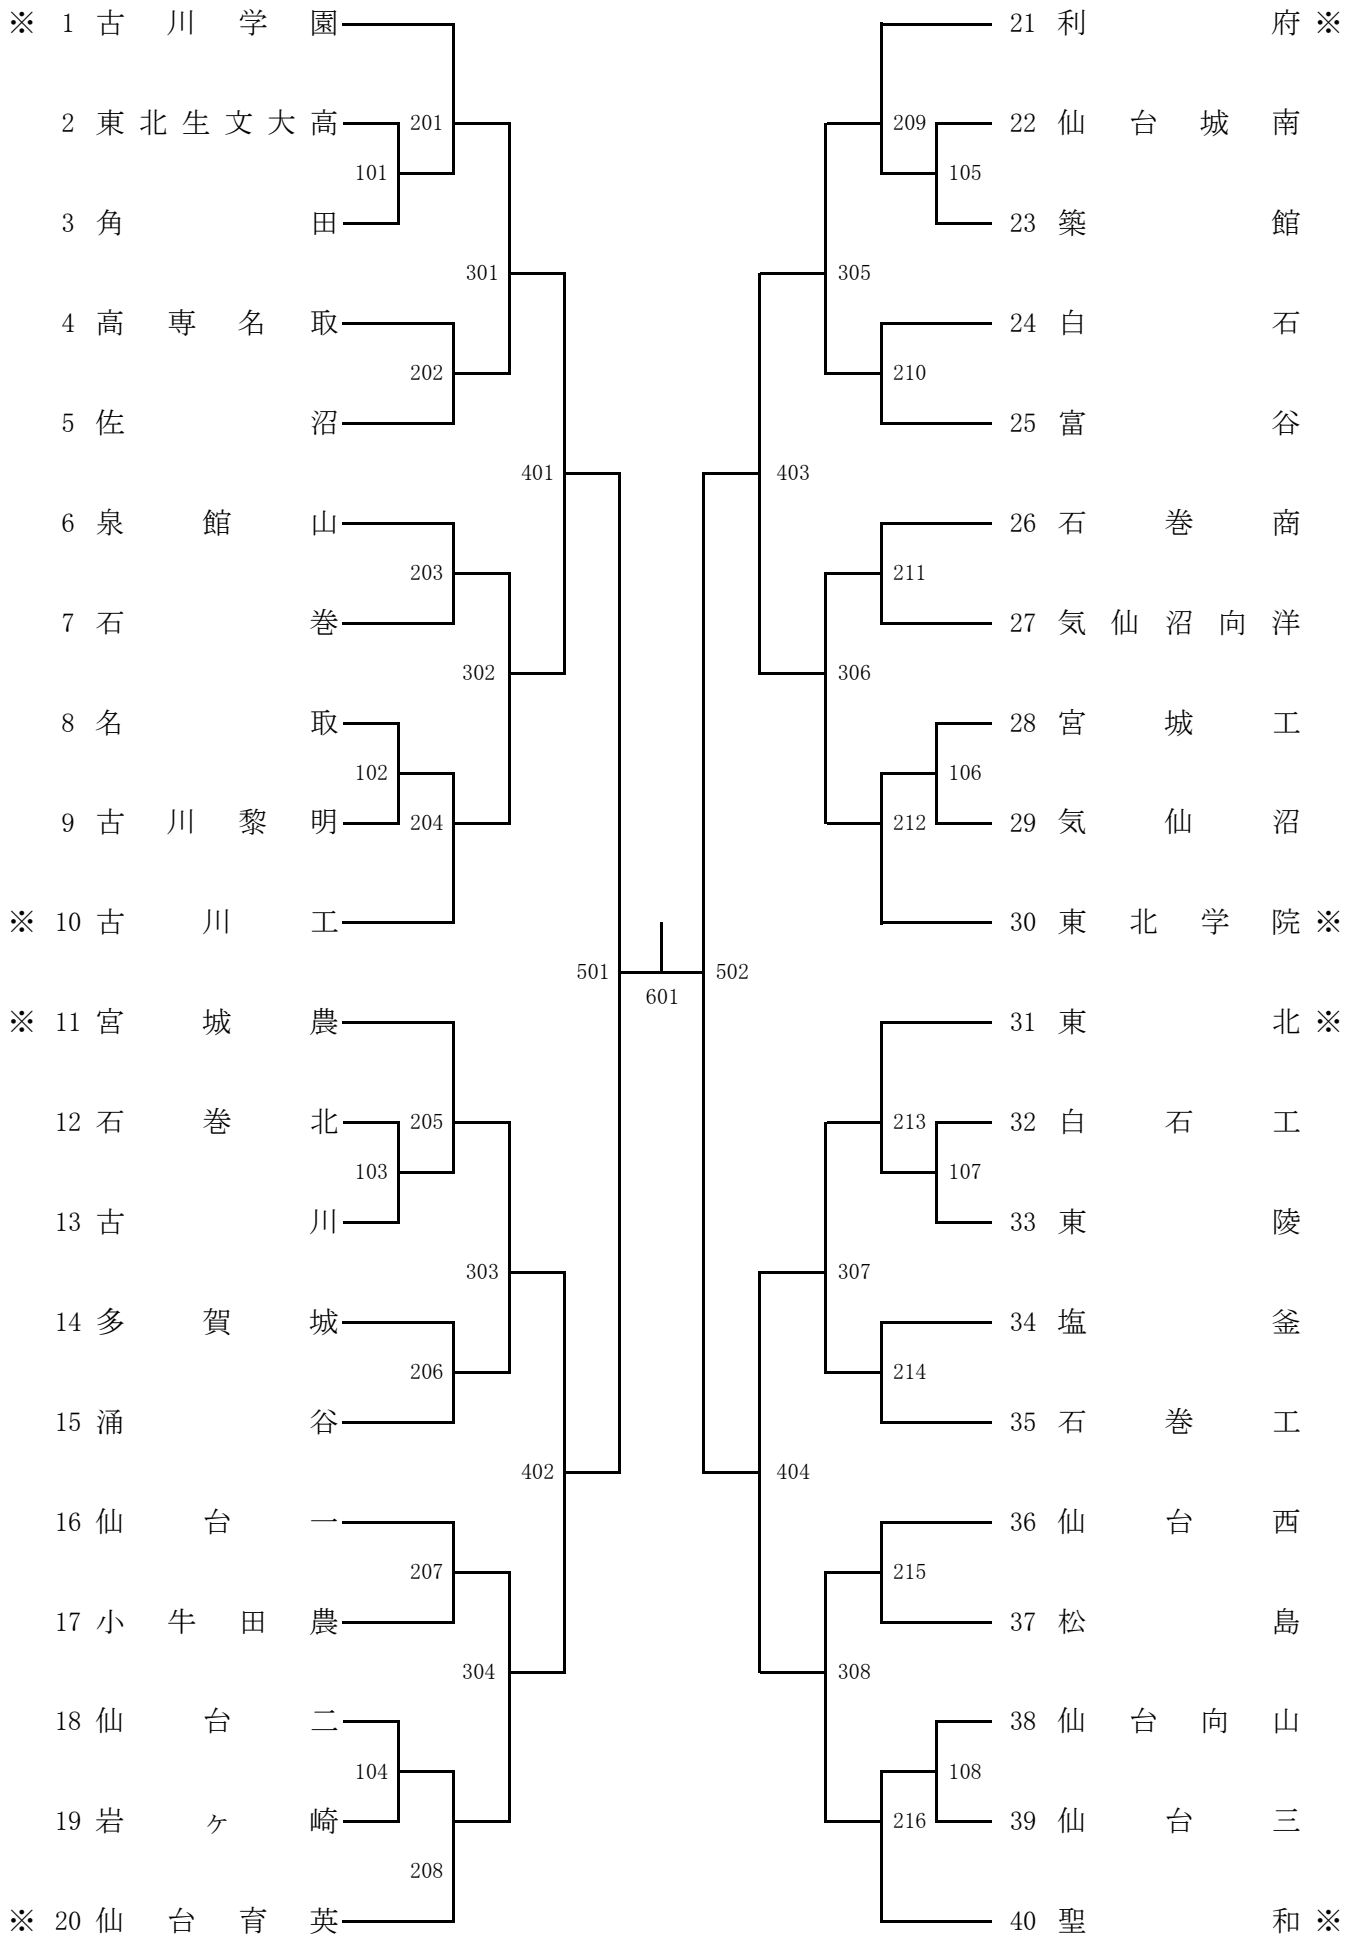 ※ 1 古川学園
2 東北生文大高
201
101
3 角田
301
4 高専名取
202
5 佐沼
401
6 泉館山
203
7 石巻
302
8 名取
102
9 古川黎明
204
※ 10 古川工
501
601
※ 11 宮城農
12 石巻北
205
103
13 古川
303
14 多賀城
206
15 涌谷
402
16 仙台一
207
17 小牛田農
304
18 仙台二
104
19 岩ヶ崎
208
※ 20 仙台育英
21 利府 ※
209
22 仙台城南
105
23 築館
305
24 白石
210
25 富谷
403
26 石巻商
211
27 気仙沼向洋
306
28 宮城工
106
212
29 気仙沼
30 東北学院 ※
502
31 東北 ※
213
32 白石工
107
33 東陵
307
34 塩釜
214
35 石巻工
404
36 仙台西
215
37 松島
308
38 仙台向山
108
216
39 仙台三
40 聖和 ※